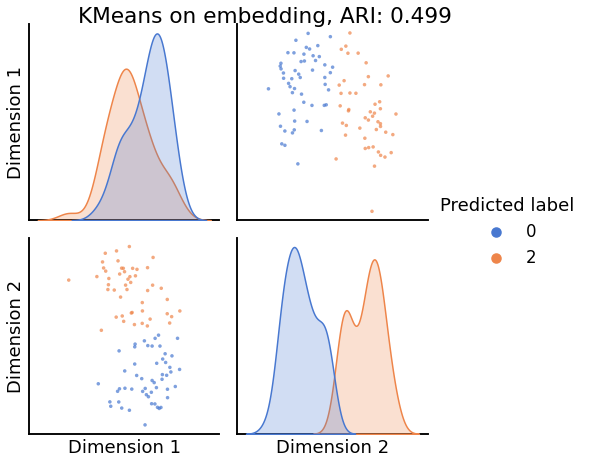 KMeans on embedding, ARI: 0.499
Dimension 1
Predicted label
0
2
Dimension 2
Dimension 1
Dimension 2